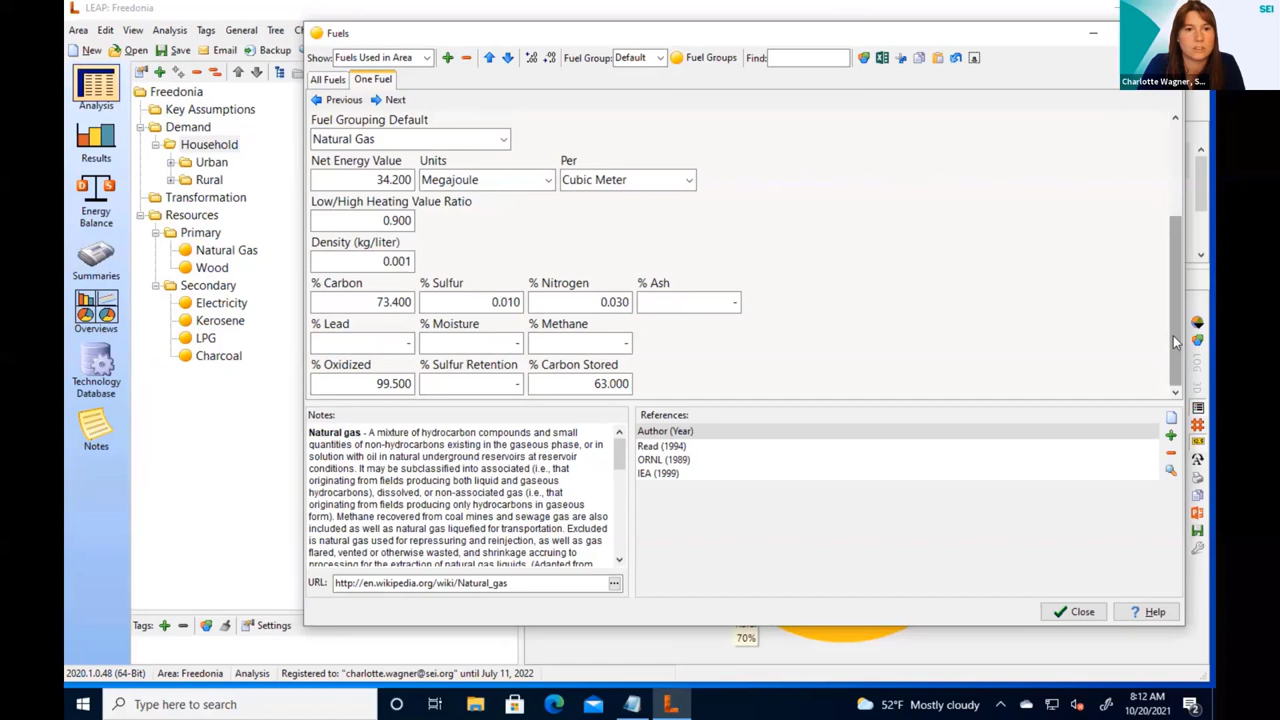 LEAP: Freedonia
Area Edit View Analysis Tags General Tree
New Open Save Email Backup
Analysis
Results
Energy
Balance
Summaries
Overviews
Technology
Database
Notes
Freedonia
Key Assumptions
Demand
Household
Urban
Rural
Transformation
Resources
Primary
Natural Gas
Wood
Secondary
Electricity
Kerosene
LPG
Charcoal
Tags: Settings
Fuels
Show: Fuels Used in Area Fuel Group: Default Fuel Groups Find:
All Fuels One Fuel
Previous Next
Fuel Grouping Default
Natural Gas
Net Energy Value Units Per
34.200 Megajoule Cubic Meter
Low/High Heating Value Ratio
0.900
Density (kg/liter)
0.001
% Carbon % Sulfur % Nitrogen % Ash
73.400 0.010 0.030 -
% Lead % Moisture % Methane
- - -
% Oxidized % Sulfur Retention % Carbon Stored
99.500 - 63.000
Notes:
Natural gas - A mixture of hydrocarbon compounds and small
quantities of non-hydrocarbons existing in the gaseous phase, or in
solution with oil in natural underground reservoirs at reservoir
conditions. It may be subclassified into associated (i.e., that
originating from fields producing both liquid and gaseous
hydrocarbons), dissolved, or non-associated gas (i.e., that
originating from fields producing only hydrocarbons in gaseous
form). Methane recovered from coal mines and sewage gas are also
included as well as natural gas liquefied for transportation. Excluded
is natural gas used for repressuring and reinjection, as well as gas
flared, vented or otherwise wasted, and shrinkage accruing to
processing for the extraction of natural gas liquids. (Adapted from
URL: http://en.wikipedia.org/wiki/Natural_gas
References:
Author (Year)
Read (1994)
ORNL (1989)
IEA (1999)
Close Help
70%
SEI
Charlotte Wagner, S...
2020.1.0.48 (64-Bit) Area: Freedonia Analysis Registered to: "charlotte.wagner@sei.org" until July 11, 2022
Type here to search
52°F Mostly cloudy
8:12 AM
10/20/2021
2